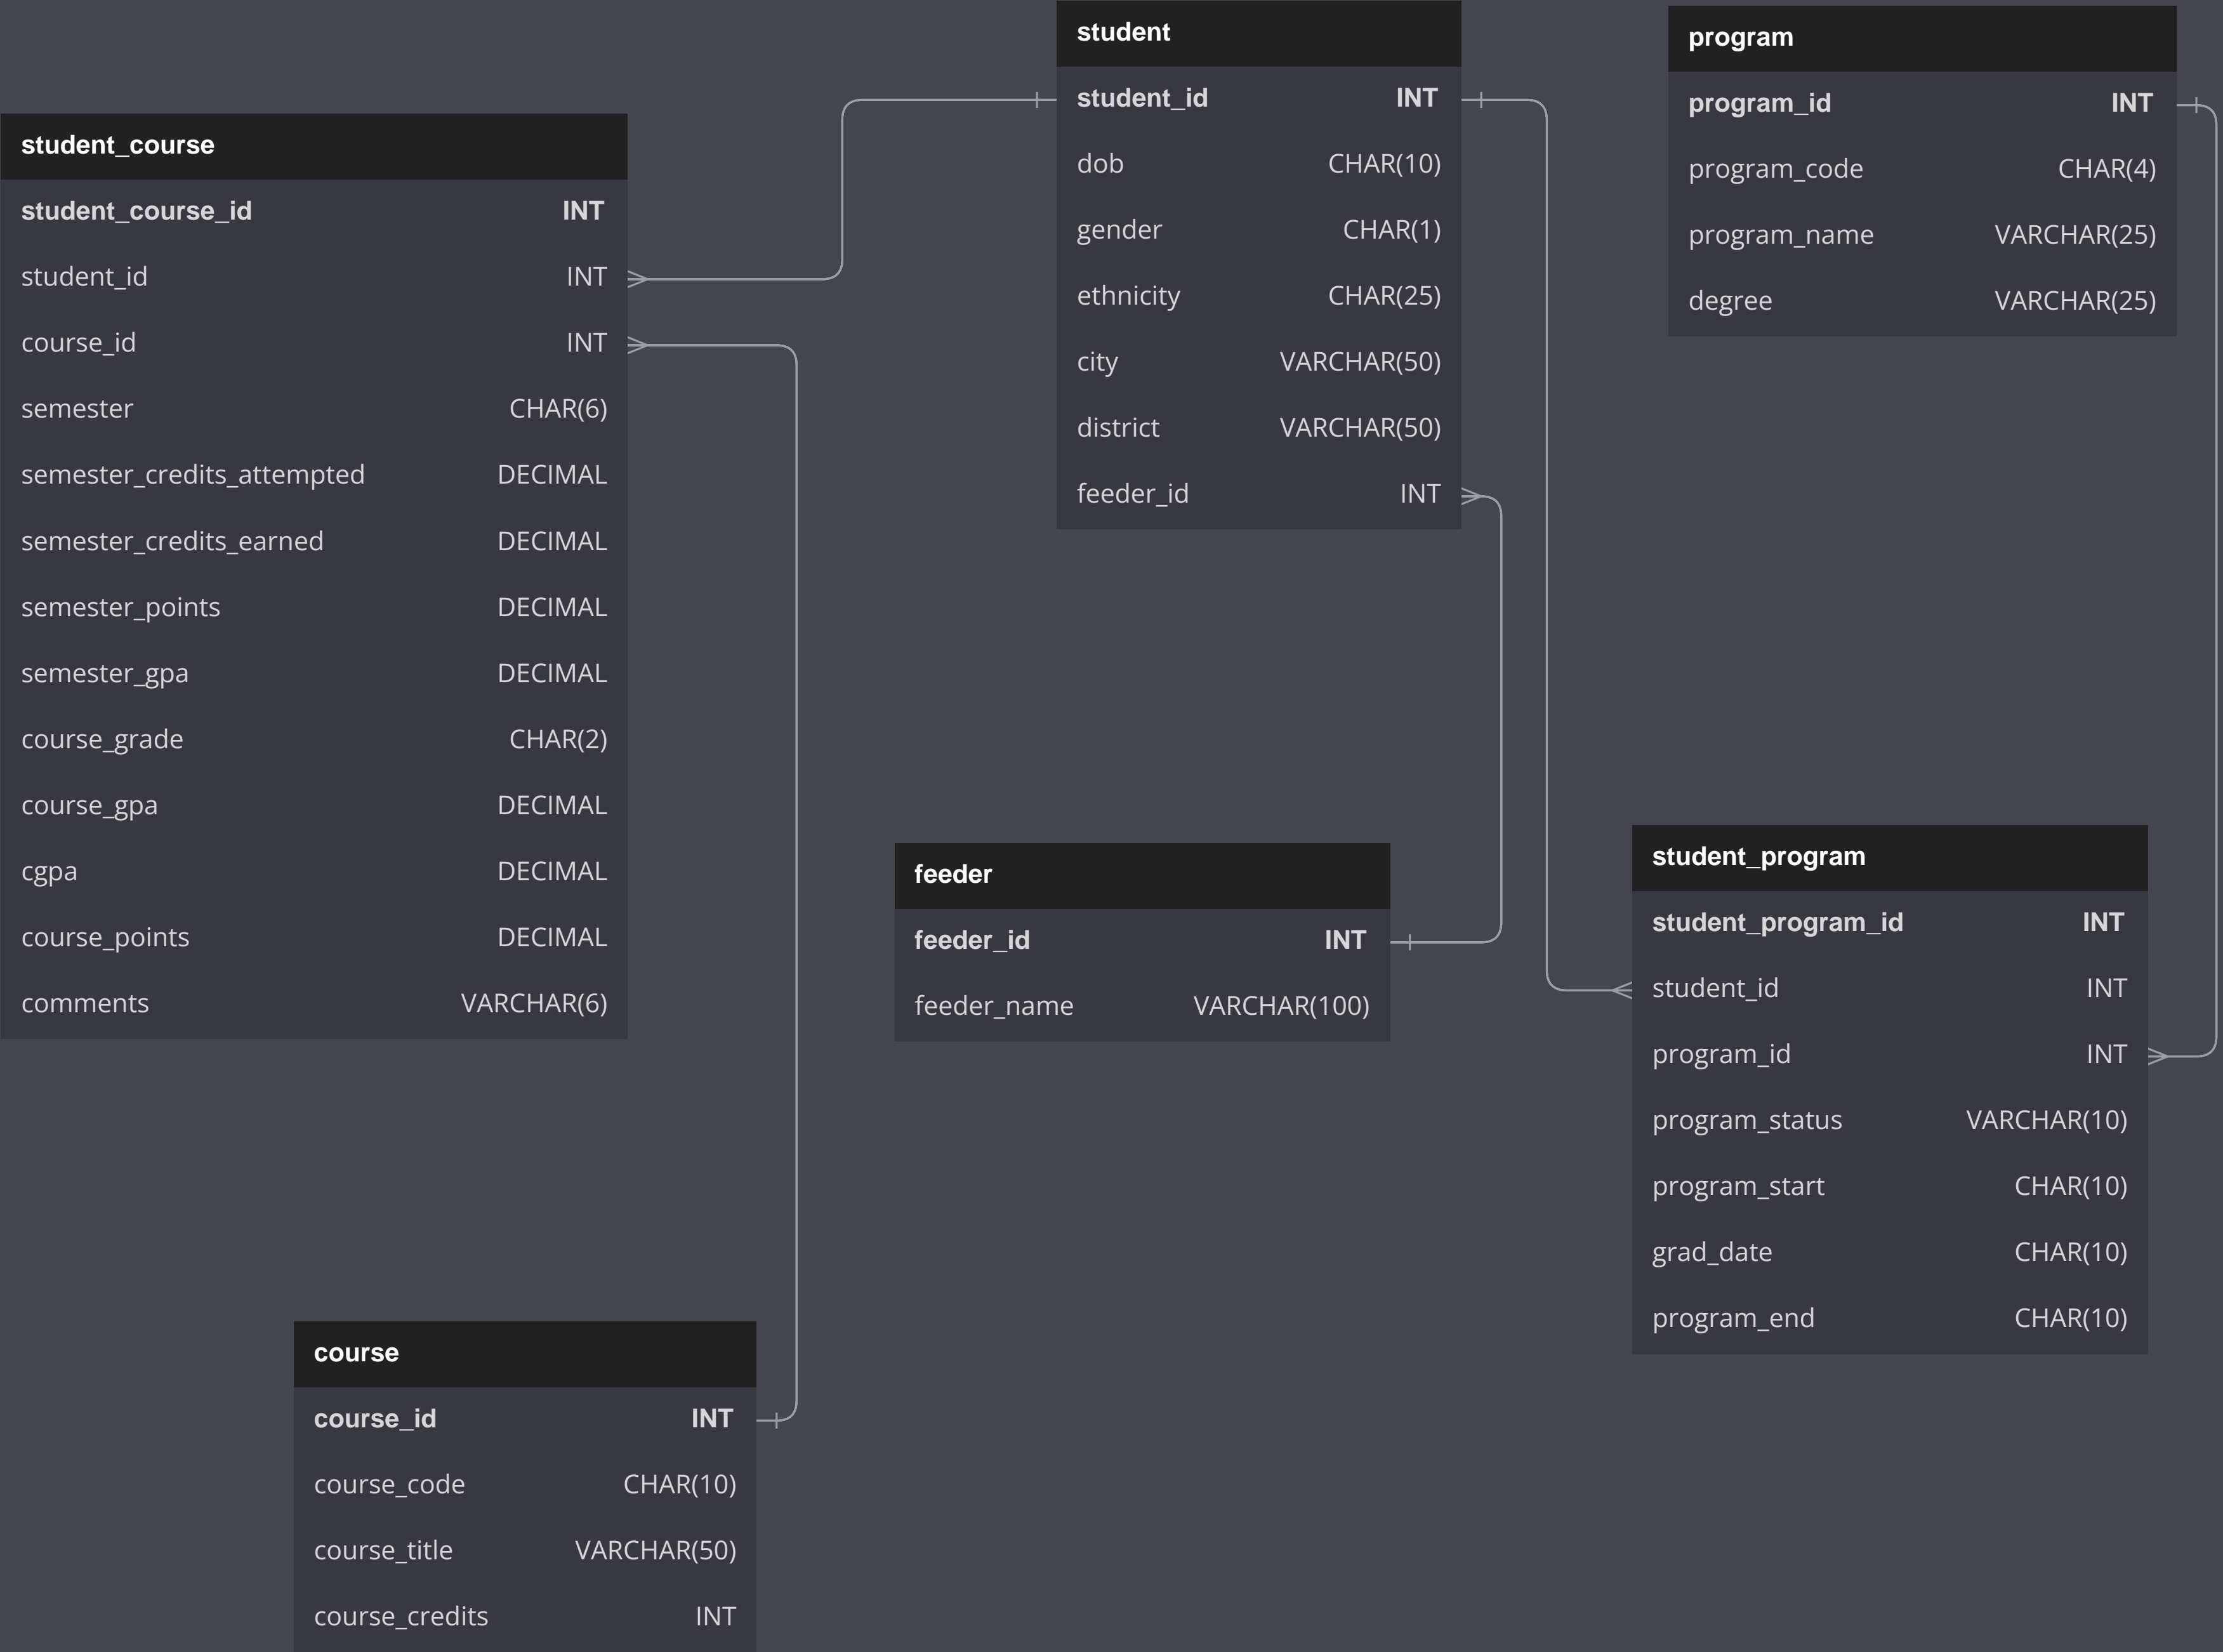 student_course
student_course_id INT
student_id INT
course_id INT
semester CHAR(6)
semester_credits_attempted DECIMAL
semester_credits_earned DECIMAL
semester_points DECIMAL
semester_gpa DECIMAL
course_grade CHAR(2)
course_gpa DECIMAL
cgpa DECIMAL
course_points DECIMAL
comments VARCHAR(6)
student
student_id INT
dob CHAR(10)
gender CHAR(1)
ethnicity CHAR(25)
city VARCHAR(50)
district VARCHAR(50)
feeder_id INT
program
program_id INT
program_code CHAR(4)
program_name VARCHAR(25)
degree VARCHAR(25)
feeder
feeder_id INT
feeder_name VARCHAR(100)
student_program
student_program_id INT
student_id INT
program_id INT
program_status VARCHAR(10)
program_start CHAR(10)
grad_date CHAR(10)
program_end CHAR(10)
course
course_id INT
course_code CHAR(10)
course_title VARCHAR(50)
course_credits INT